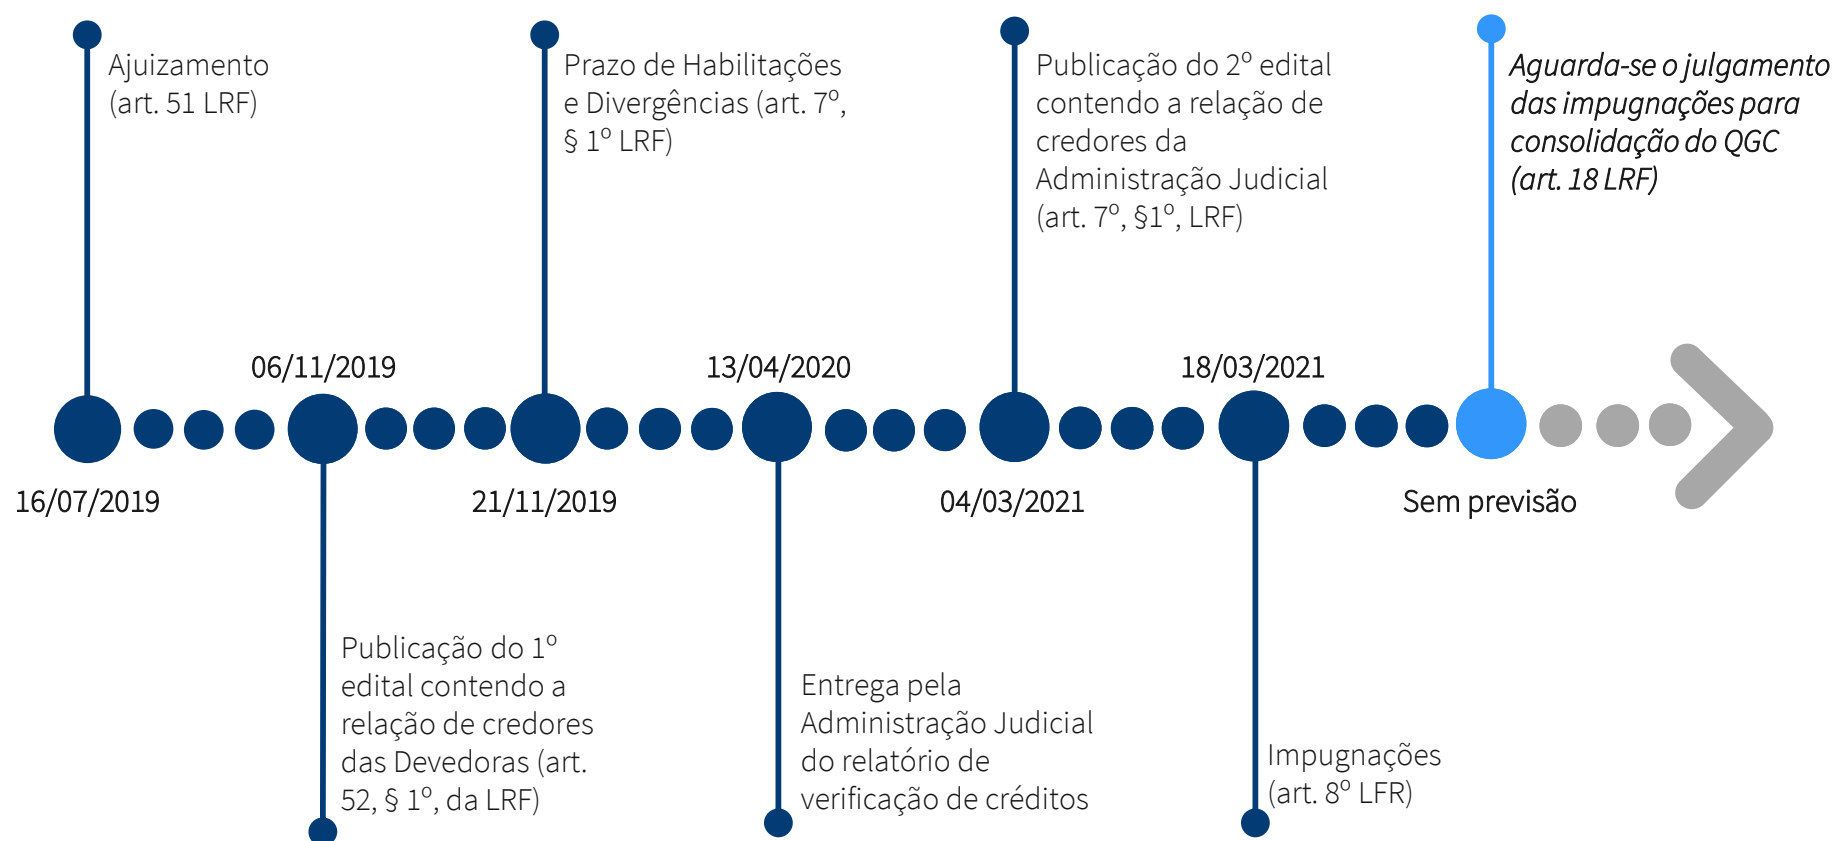 Ajuizamento
(art. 51 LRF)
Prazo de Habilitações
e Divergências (art. 7º,
§ 1º LRF)
Publicação do 2º edital
contendo a relação de
credores da
Administração Judicial
(art. 7º, §1º, LRF)
Aguarda-se o julgamento
das impugnações para
consolidação do QGC
(art. 18 LRF)
06/11/2019
13/04/2020
18/03/2021
16/07/2019
21/11/2019
04/03/2021
Sem previsão
Publicação do 1º
edital contendo a
relação de credores
das Devedoras (art.
52, § 1º, da LRF)
Entrega pela
Administração Judicial
do relatório de
verificação de créditos
Impugnações
(art. 8º LFR)